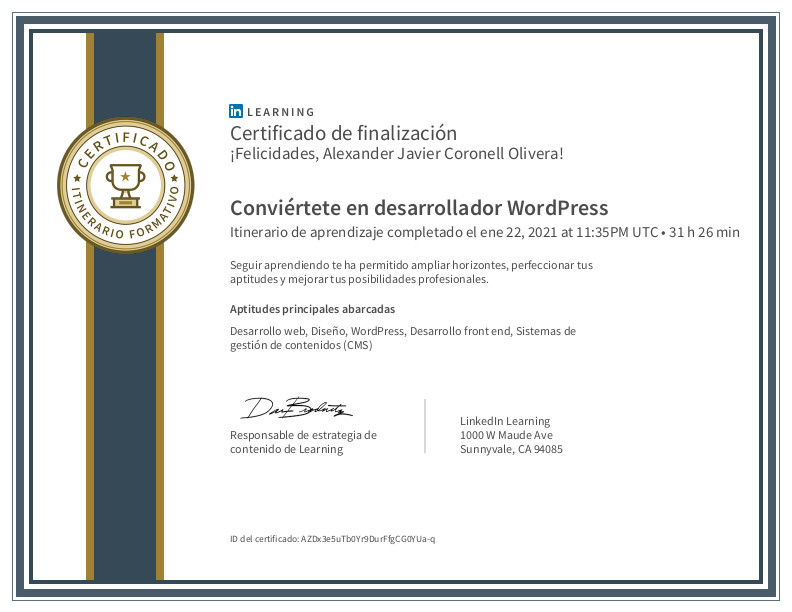 CERTIFICADO
ITINERARIO FORMATIVO
in LEARNING
Certificado de finalización
¡Felicidades, Alexander Javier Coronell Olivera!
Conviértete en desarrollador WordPress
Itinerario de aprendizaje completado el ene 22, 2021 at 11:35PM UTC • 31 h 26 min
Seguir aprendiendo te ha permitido ampliar horizontes, perfeccionar tus
aptitudes y mejorar tus posibilidades profesionales.
Aptitudes principales abarcadas
Desarrollo web, Diseño, WordPress, Desarrollo front end, Sistemas de
gestión de contenidos (CMS)
Responsable de estrategia de
contenido de Learning
LinkedIn Learning
1000 W Maude Ave
Sunnyvale, CA 94085
ID del certificado: AZDx3e5uTb0Yr9DurFfgCG0YUa-q